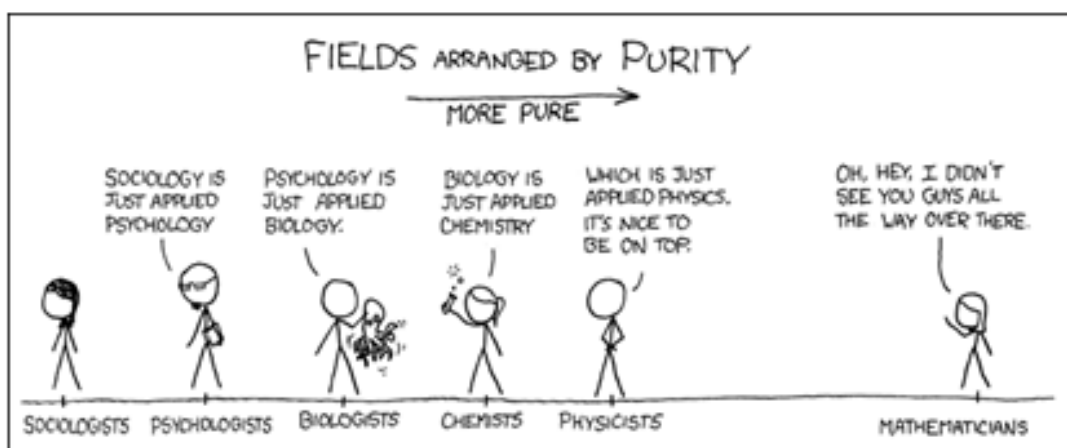 FIELDS ARRANGED BY PURITY
MORE PURE
SOCIOLOGY IS
JUST APPLIED
PSYCHOLOGY
PSYCHOLOGY IS
JUST APPLIED
BIOLOGY.
BIOLOGY IS
JUST APPLIED
CHEMISTRY
WHICH IS JUST
APPLIED PHYSICS.
IT'S NICE TO
BE ON TOP.
OH, HEY, I DIDN'T
SEE YOU GUYS ALL
THE WAY OVER THERE.
SOCIOLOGISTS
PSYCHOLOGISTS
BIOLOGISTS
CHEMISTS
PHYSICISTS
MATHEMATICIANS